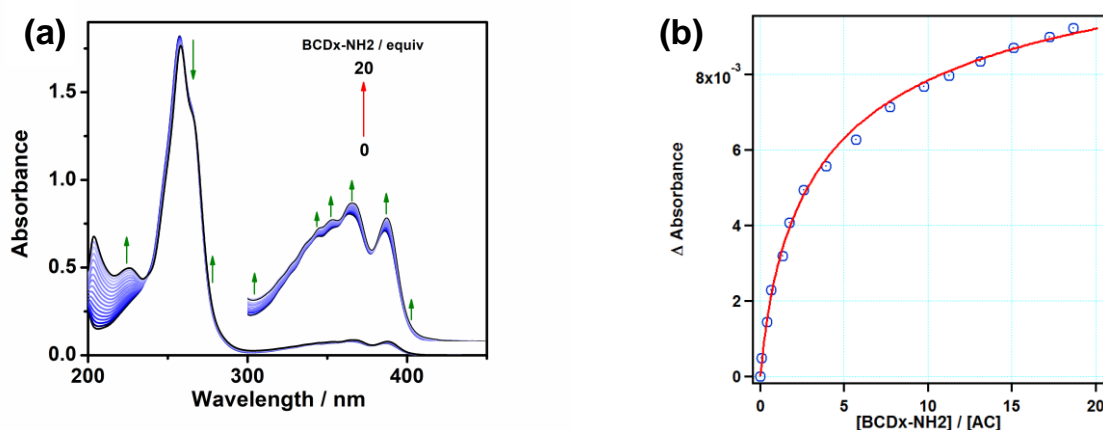 (a)
BCDx-NH2 / equiv
20
0
1.5
1.0
0.5
0.0
Absorbance
200
300
400
Wavelength / nm
(b)
8x10-3
6
4
2
0
Δ Absorbance
0
5
10
15
20
[BCDx-NH2] / [AC]